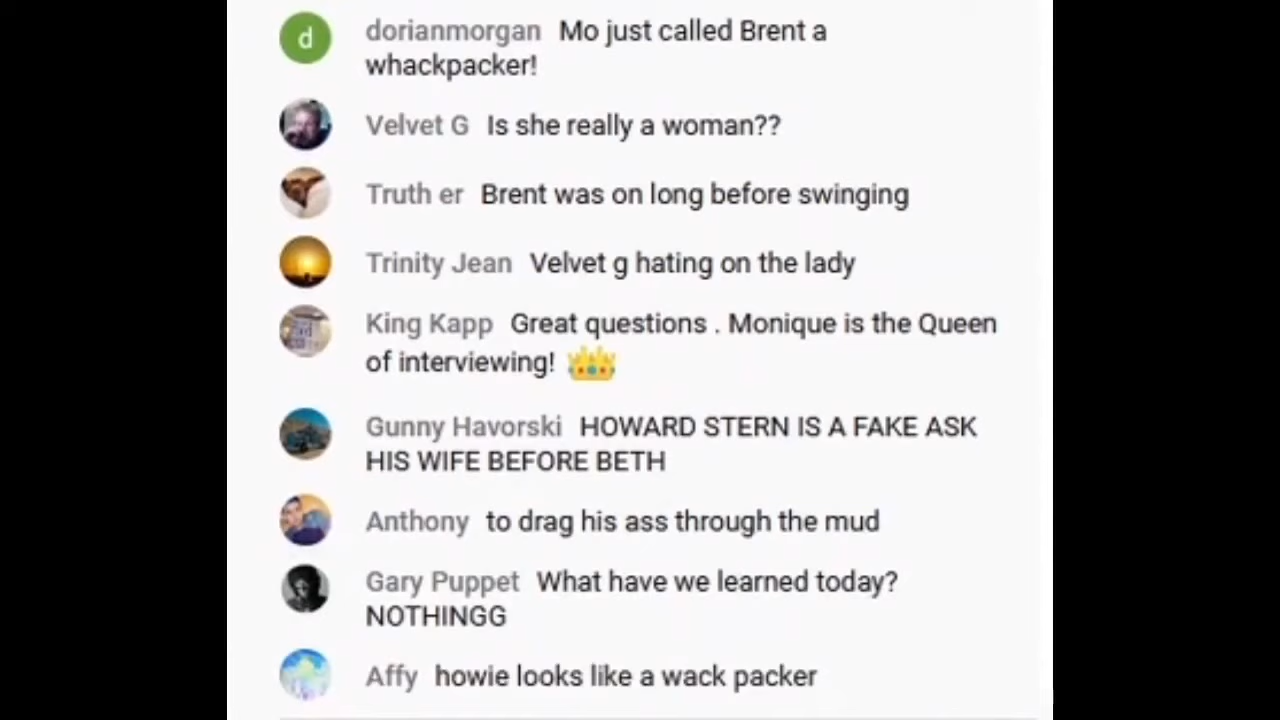 d
dorianmorgan Mo just called Brent a
whackpacker!
Velvet G Is she really a woman??
Truth er Brent was on long before swinging
Trinity Jean Velvet g hating on the lady
King Kapp Great questions . Monique is the Queen
of interviewing!
Gunny Havorski HOWARD STERN IS A FAKE ASK
HIS WIFE BEFORE BETH
Anthony to drag his ass through the mud
Gary Puppet What have we learned today?
NOTHINGG
Affy howie looks like a wack packer